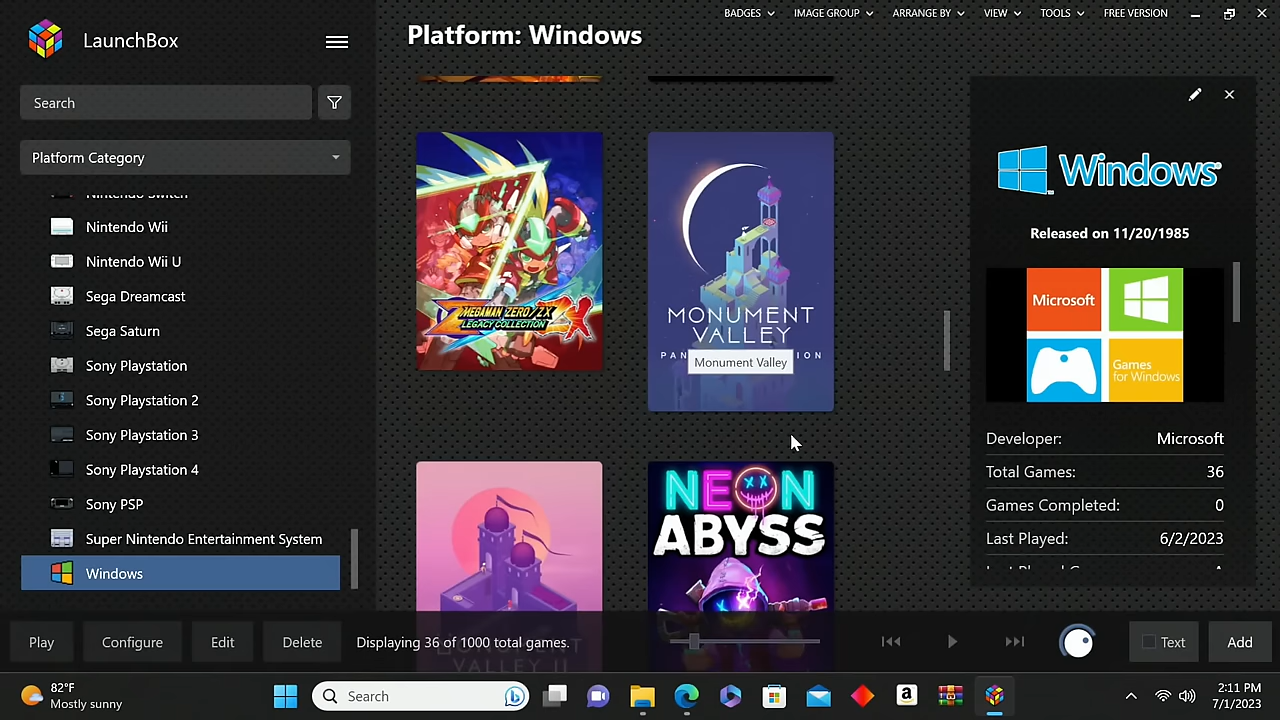 BADGES
IMAGE GROUP
ARRANGE BY
VIEW
TOOLS
FREE VERSION
LaunchBox
Platform: Windows
Search
Platform Category
Nintendo Switch
Nintendo Wii
Nintendo Wii U
Sega Dreamcast
Sega Saturn
Sony Playstation
Sony Playstation 2
Sony Playstation 3
Sony Playstation 4
Sony PSP
Super Nintendo Entertainment System
Windows
MEGAMAN ZERO/ZX
LEGACY COLLECTION
MONUMENT
VALLEY
Monument Valley
NEON
ABYSS
Windows
Released on 11/20/1985
Microsoft
Games
for Windows
Developer: Microsoft
Total Games: 36
Games Completed: 0
Last Played: 6/2/2023
Play
Configure
Edit
Delete
Displaying 36 of 1000 total games.
Text
Add
82°F
Mostly sunny
Search
2:11 PM
7/1/2023